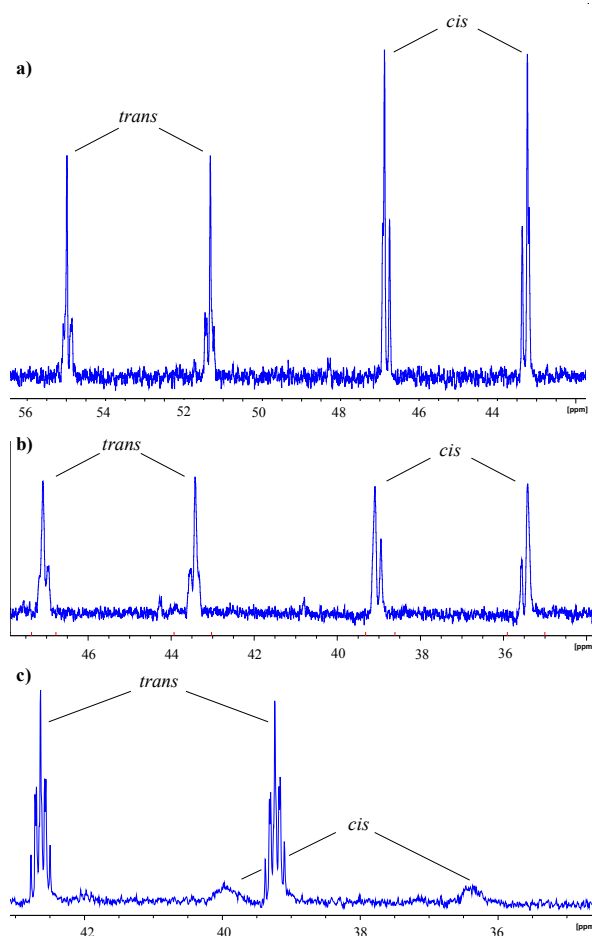 cis
a)
trans
56 54 52 50 48 46 44 [ppm]
b)
trans
cis
46 44 42 40 38 36 [ppm]
c)
trans
cis
42 40 38 36 [ppm]